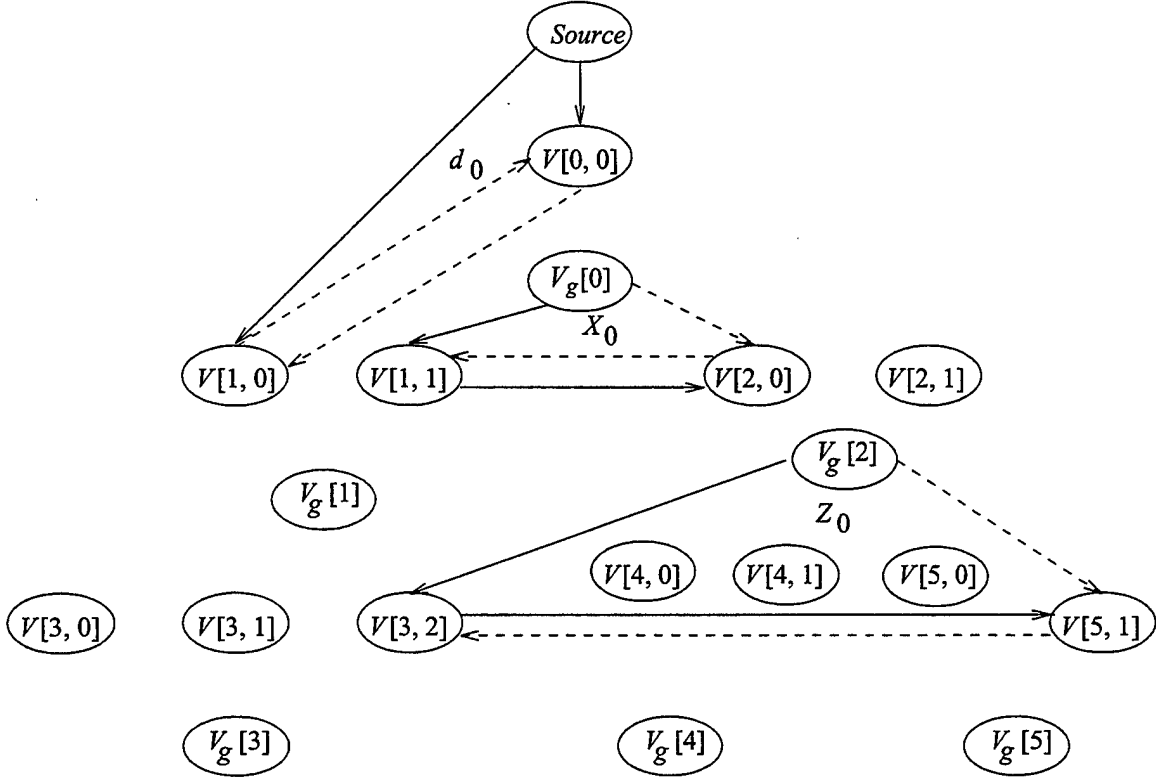 Source
V[0, 0]
d0
Vg[0]
X0
V[1, 0] V[1, 1] V[2, 0] V[2, 1]
Vg[2]
Vg[1]
Z0
V[4, 0] V[4, 1] V[5, 0]
V[3, 0] V[3, 1] V[3, 2] V[5, 1]
Vg[3] Vg[4] Vg[5]